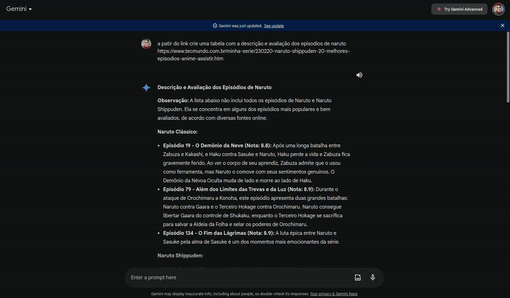 Gemini
Try Gemini Advanced
Gemini was just updated. See update
a patir do link crie uma tabela com a descrição e avaliação dos episodios de naruto
https://www.tecmundo.com.br/minha-serie/230220-naruto-shippuden-20-melhores-
episodios-anime-assistir.htm
Descrição e Avaliação dos Episódios de Naruto
Observação: A lista abaixo não inclui todos os episódios de Naruto e Naruto
Shippuden. Ela se concentra em alguns dos episódios mais populares e bem
avaliados, de acordo com diversas fontes online.
Naruto Clássico:
• Episódio 19 - O Demônio da Neve (Nota: 8.8): Após uma longa batalha entre
Zabuza e Kakashi, e Haku contra Sasuke e Naruto, Haku perde a vida e Zabuza fica
gravemente ferido. Ao ver o corpo de seu aprendiz, Zabuza admite que o usou
como ferramenta, mas Naruto o comove com seus sentimentos genuínos. O
Demônio da Névoa Oculta muda de lado e morre ao lado de Haku.
• Episódio 79 - Além dos Limites das Trevas e da Luz (Nota: 8.9): Durante o
ataque de Orochimaru a Konoha, este episódio apresenta duas grandes batalhas:
Naruto contra Gaara e o Terceiro Hokage contra Orochimaru. Naruto consegue
libertar Gaara do controle de Shukaku, enquanto o Terceiro Hokage se sacrifica
para salvar a Aldeia da Folha e selar os poderes de Orochimaru.
• Episódio 134 - O Fim das Lágrimas (Nota: 8.9): A luta épica entre Naruto e
Sasuke pela alma de Sasuke é um dos momentos mais emocionantes da série.
Naruto Shippuden:
Enter a prompt here
Gemini may display inaccurate info, including about people, so double-check its responses. Your privacy & Gemini Apps